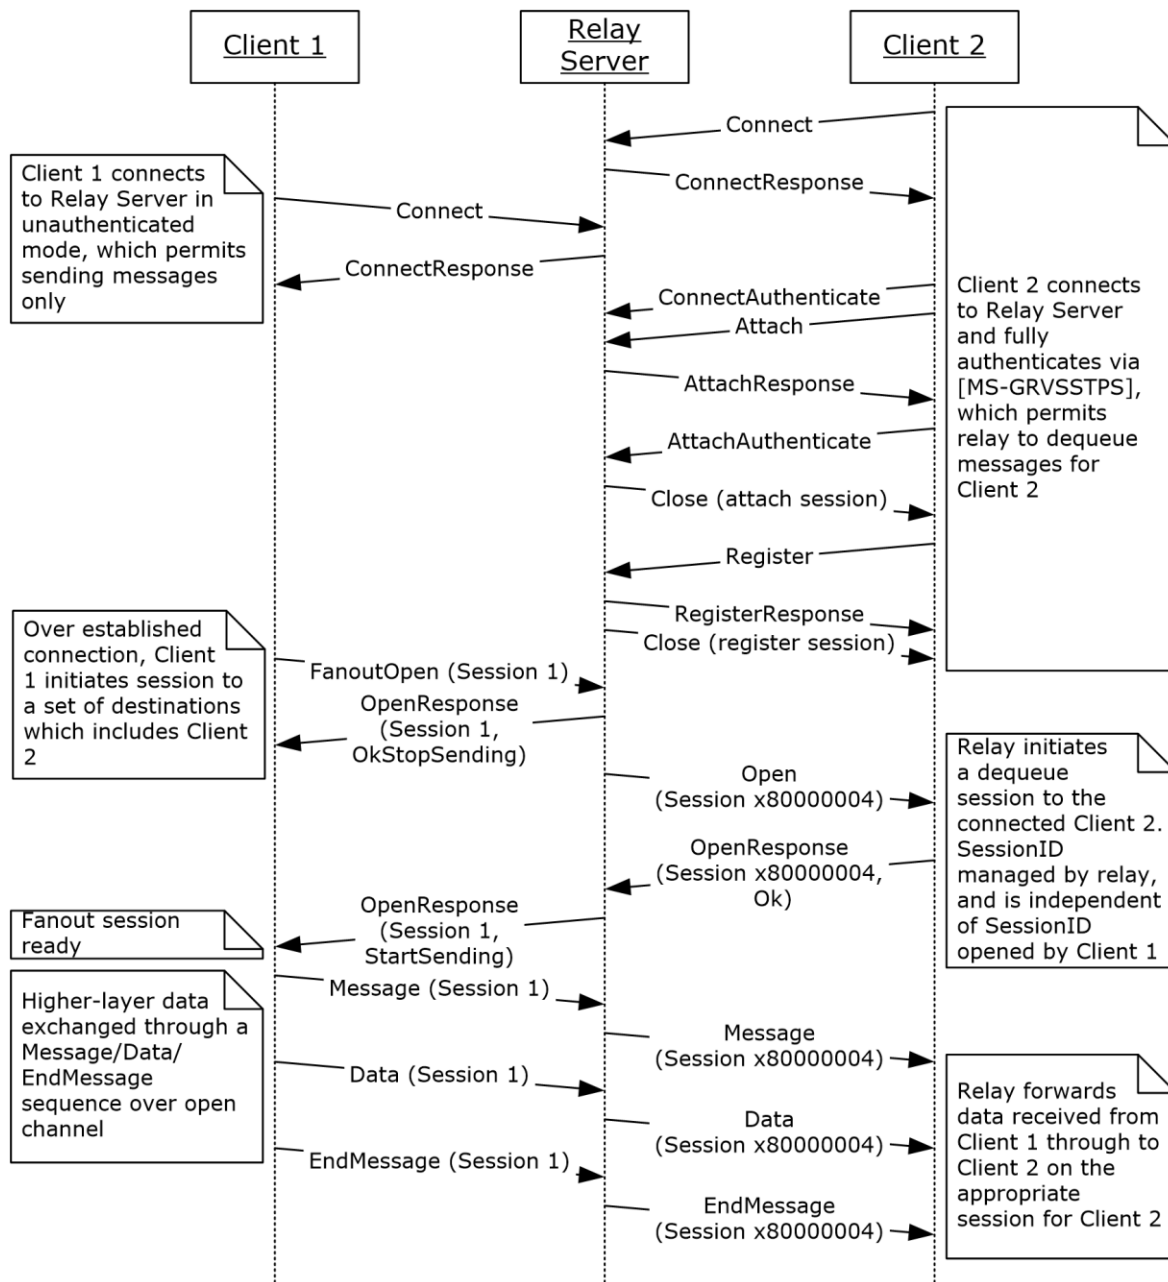 Client 1
Relay
Server
Client 2
Connect
ConnectResponse
Client 1 connects
to Relay Server in
unauthenticated
mode, which permits
sending messages
only
Connect
ConnectResponse
ConnectAuthenticate
Attach
AttachResponse
AttachAuthenticate
Close (attach session)
Register
RegisterResponse
Close (register session)
Client 2 connects
to Relay Server
and fully
authenticates via
[MS-GRVSSTPS],
which permits
relay to dequeue
messages for
Client 2
Over established
connection, Client
1 initiates session to
a set of destinations
which includes Client
2
FanoutOpen (Session 1)
OpenResponse
(Session 1,
OkStopSending)
Open
(Session x80000004)
OpenResponse
(Session x80000004,
Ok)
Relay initiates
a dequeue
session to the
connected Client 2.
SessionID
managed by relay,
and is independent
of SessionID
opened by Client 1
Fanout session
ready
OpenResponse
(Session 1,
StartSending)
Higher-layer data
exchanged through a
Message/Data/
EndMessage
sequence over open
channel
Message (Session 1)
Message
(Session x80000004)
Data (Session 1)
Data
(Session x80000004)
EndMessage (Session 1)
EndMessage
(Session x80000004)
Relay forwards
data received from
Client 1 through to
Client 2 on the
appropriate
session for Client 2